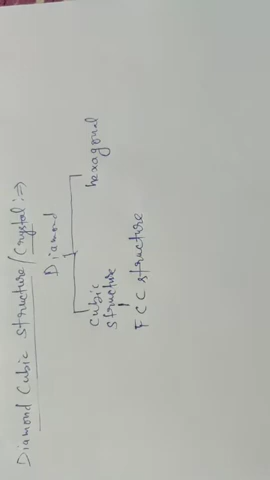 Diamond Cubic Structure/Crystal :⇒
Diamond
Cubic structure
hexagonal
FCC structure